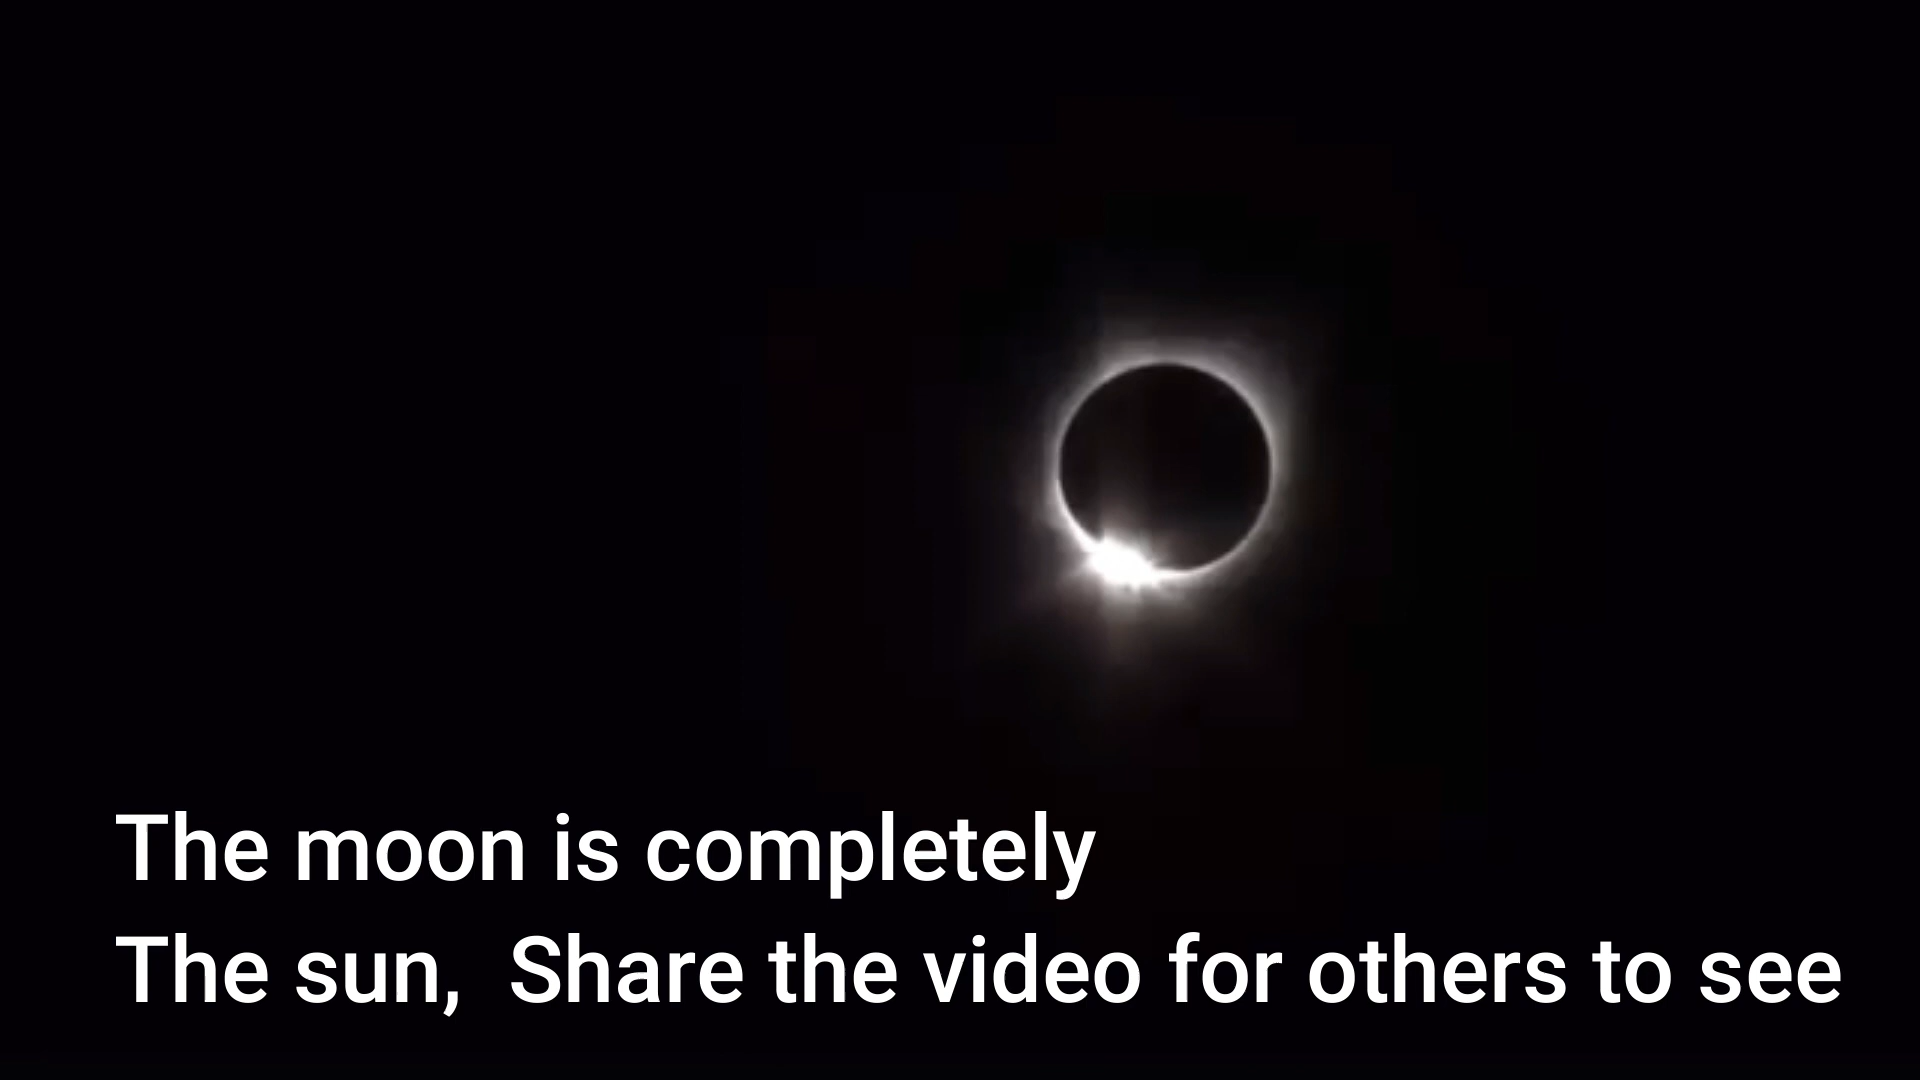 The moon is completely
The sun, Share the video for others to see